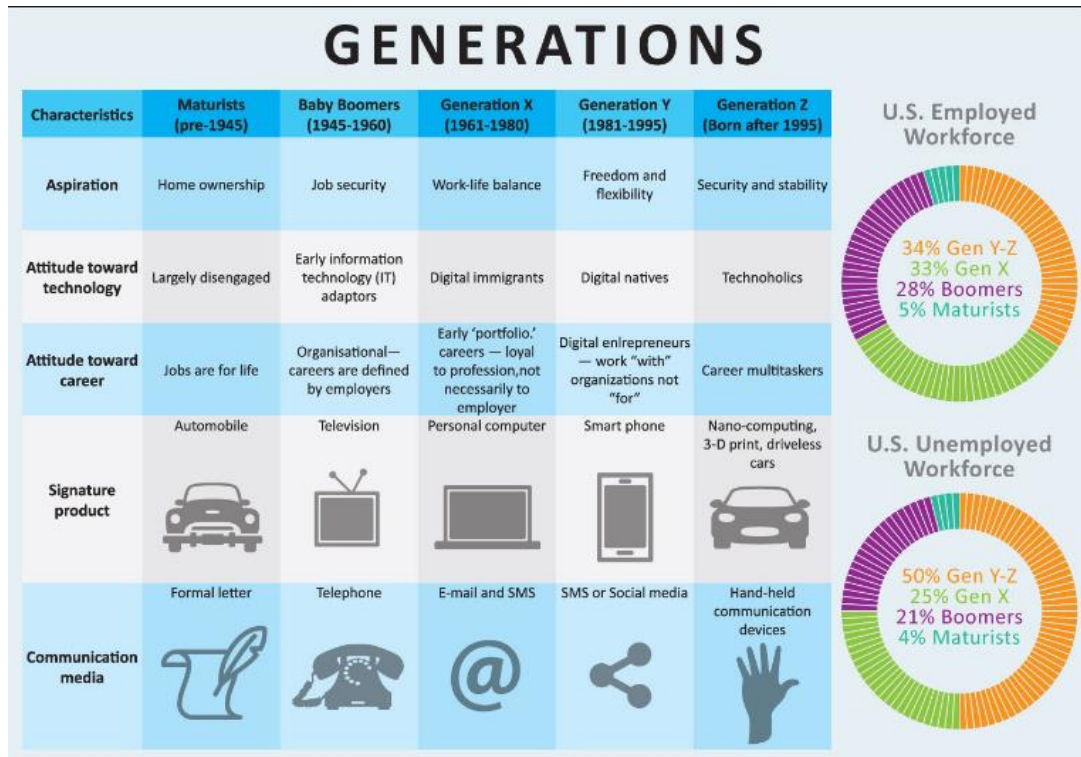 GENERATIONS
Characteristics
Maturists
(pre-1945)
Baby Boomers
(1945-1960)
Generation X
(1961-1980)
Generation Y
(1981-1995)
Generation Z
(Born after 1995)
Aspiration
Home ownership
Job security
Work-life balance
Freedom and
flexibility
Security and stability
Attitude toward
technology
Largely disengaged
Early information
technology (IT)
adaptors
Digital immigrants
Digital natives
Technoholics
Attitude toward
career
Jobs are for life
Organisational—
careers are defined
by employers
Early ‘portfolio.’
careers — loyal
to profession,not
necessarily to
employer
Digital enlrepreneurs
— work “with”
organizations not
“for”
Career multitaskers
Signature
product
Automobile
Television
Personal computer
Smart phone
Nano-computing,
3-D print, driveless
cars
Communication
media
Formal letter
Telephone
E-mail and SMS
@
SMS or Social media
Hand-held
communication
devices
U.S. Employed
Workforce
34% Gen Y-Z
33% Gen X
28% Boomers
5% Maturists
U.S. Unemployed
Workforce
50% Gen Y-Z
25% Gen X
21% Boomers
4% Maturists